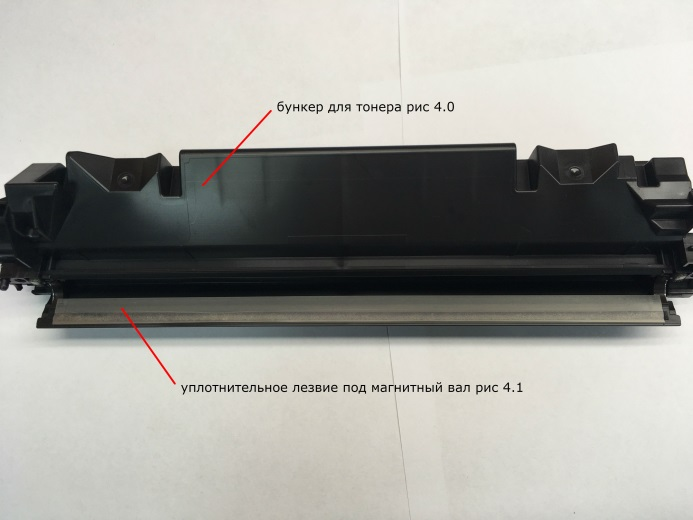 бункер для тонера рис 4.0
уплотнительное лезвие под магнитный вал рис 4.1